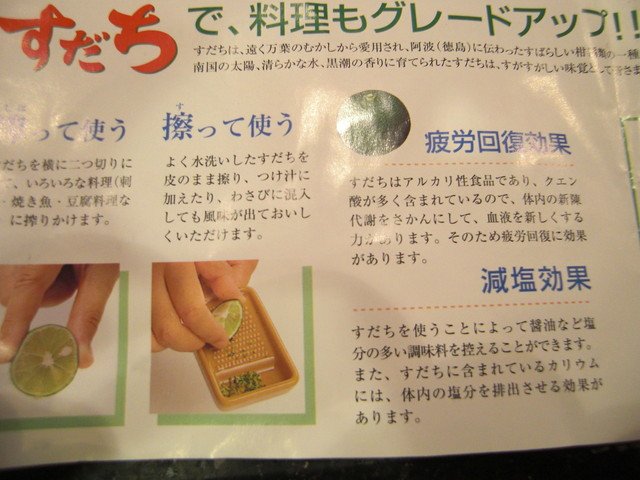 すだちで、料理もグレードアップ!!
すだちは、遠く万葉のむかしから愛用され、阿波(徳島)に伝わったすばらしい柑橘類の一種
南国の太陽、清らかな水、黒潮の香りに育てられたすだちは、すがすがしい味覚として皆さま
って使う
だちを横に二つ切りに
、いろいろな料理(刺
・焼き魚・豆腐料理な
に搾りかけます。
す
擦って使う
よく水洗いしたすだちを
皮のまま擦り、つけ汁に
加えたり、わさびに混入
しても風味が出ておいし
くいただけます。
疲労回復効果
すだちはアルカリ性食品であり、クエン
酸が多く含まれているので、体内の新陳
代謝をさかんにして、血液を新しくする
力があります。そのため疲労回復に効果
があります。
減塩効果
すだちを使うことによって醤油など塩
分の多い調味料を控えることができます。
また、すだちに含まれているカリウム
には、体内の塩分を排出させる効果が
あります。